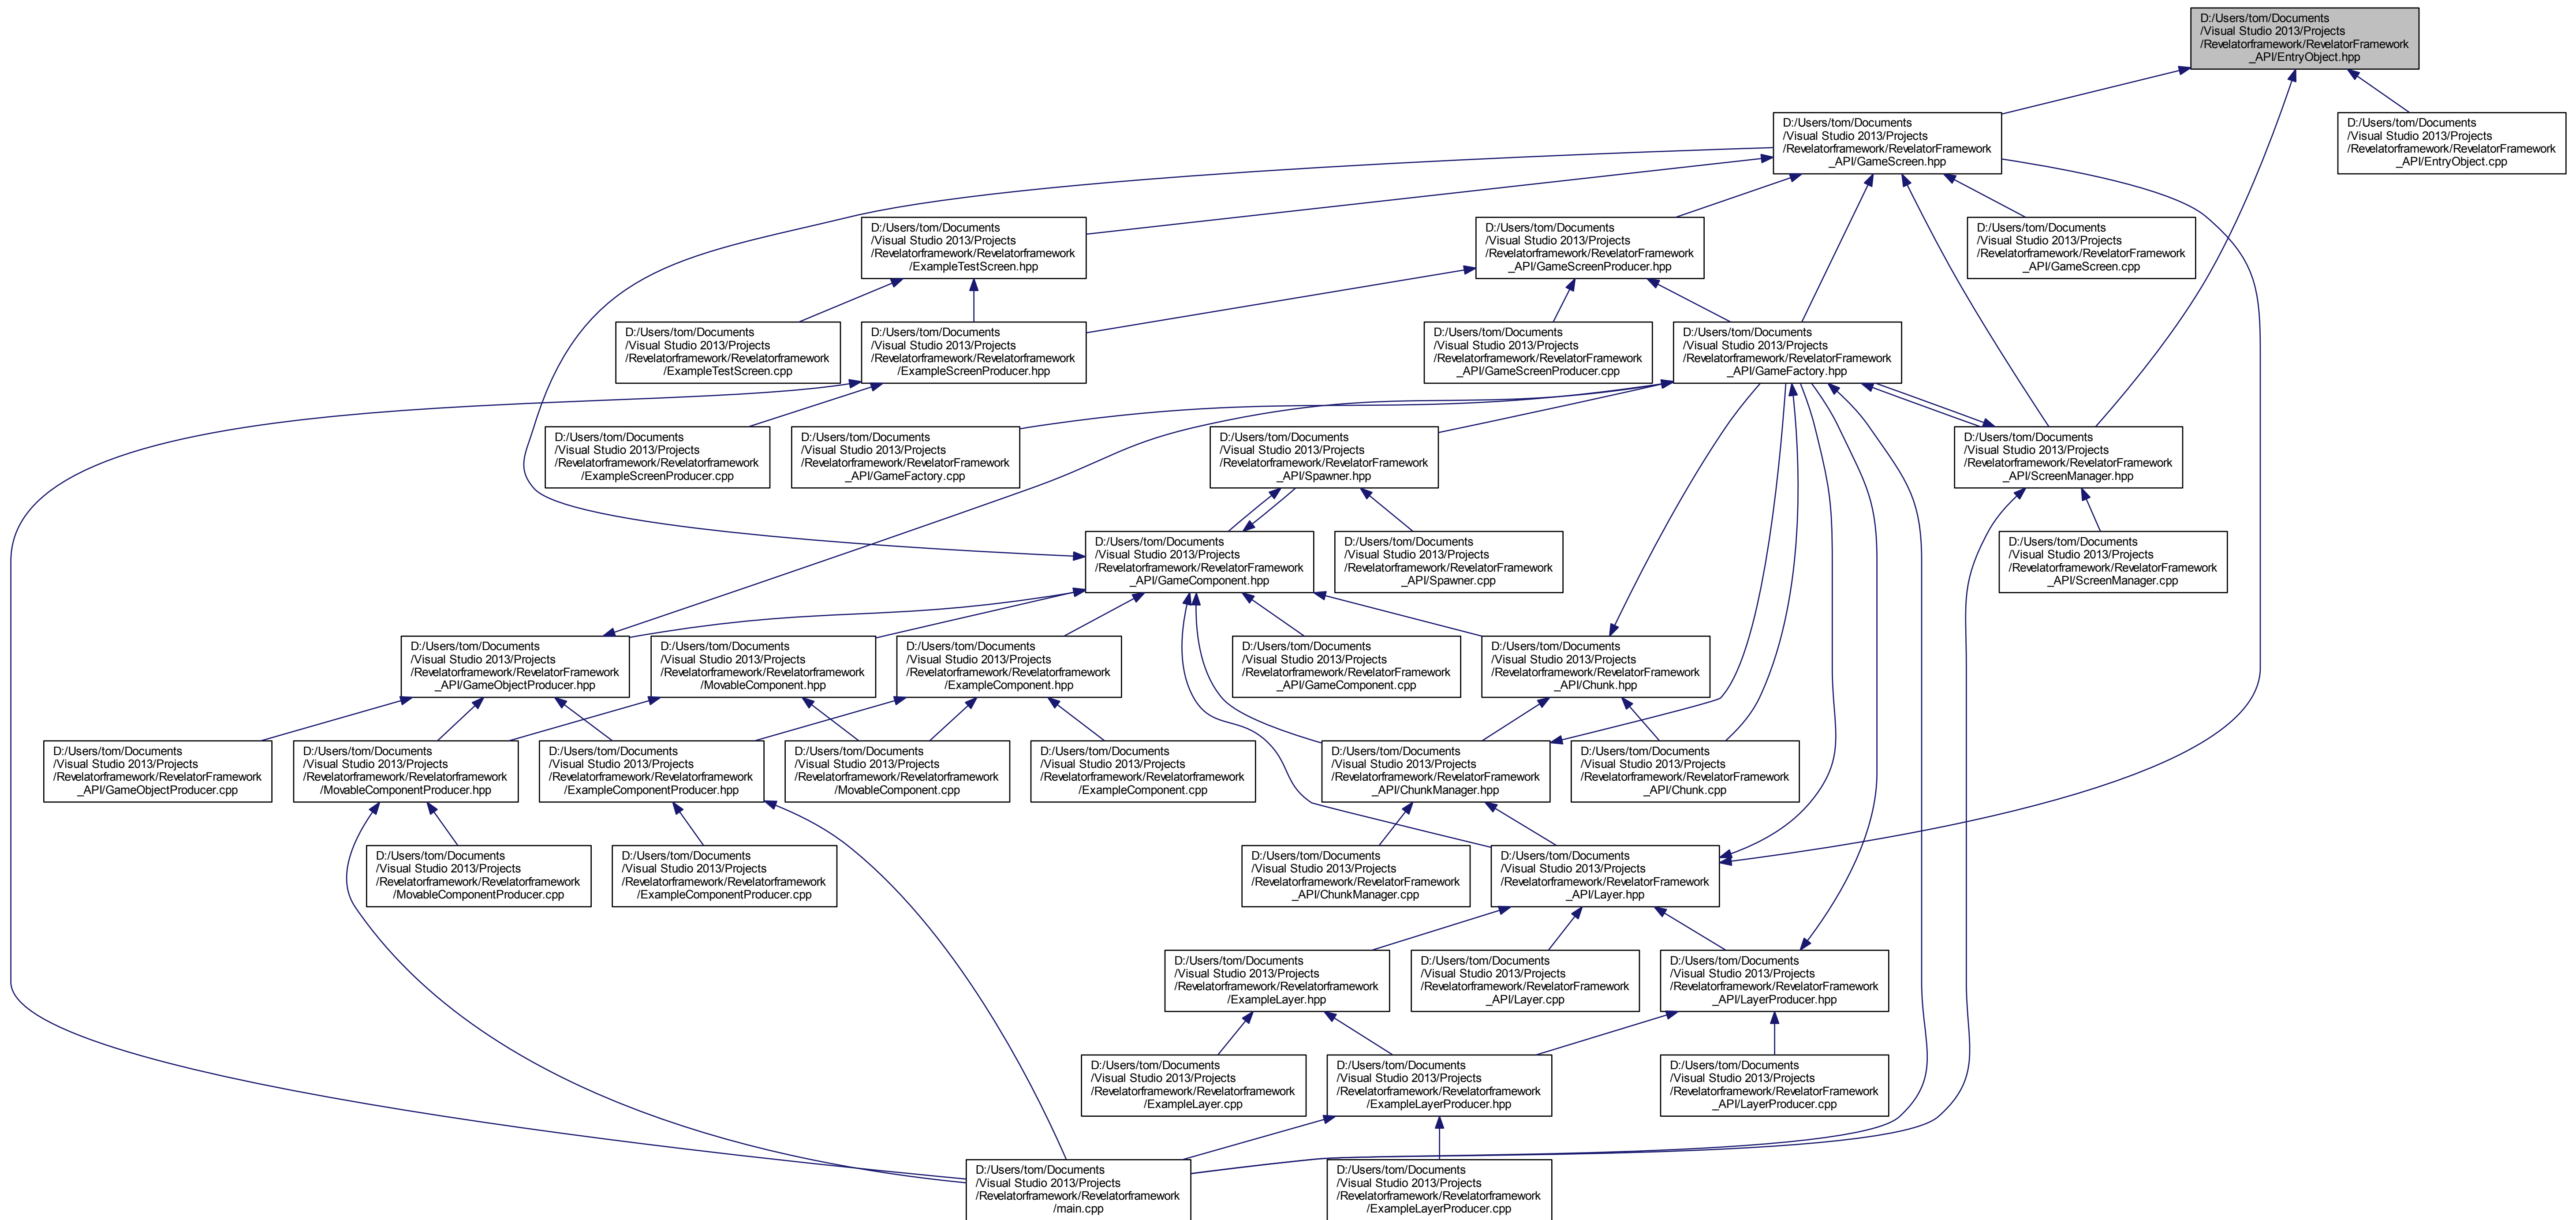 D:/Users/tom/Documents
/Visual Studio 2013/Projects
/Revelatorframework/RevelatorFramework
_API/EntryObject.hpp
D:/Users/tom/Documents
/Visual Studio 2013/Projects
/Revelatorframework/RevelatorFramework
_API/GameScreen.hpp
D:/Users/tom/Documents
/Visual Studio 2013/Projects
/Revelatorframework/RevelatorFramework
_API/EntryObject.cpp
D:/Users/tom/Documents
/Visual Studio 2013/Projects
/Revelatorframework/Revelatorframework
/ExampleTestScreen.hpp
D:/Users/tom/Documents
/Visual Studio 2013/Projects
/Revelatorframework/RevelatorFramework
_API/GameScreenProducer.hpp
D:/Users/tom/Documents
/Visual Studio 2013/Projects
/Revelatorframework/RevelatorFramework
_API/GameScreen.cpp
D:/Users/tom/Documents
/Visual Studio 2013/Projects
/Revelatorframework/Revelatorframework
/ExampleTestScreen.cpp
D:/Users/tom/Documents
/Visual Studio 2013/Projects
/Revelatorframework/Revelatorframework
/ExampleScreenProducer.hpp
D:/Users/tom/Documents
/Visual Studio 2013/Projects
/Revelatorframework/RevelatorFramework
_API/GameScreenProducer.cpp
D:/Users/tom/Documents
/Visual Studio 2013/Projects
/Revelatorframework/RevelatorFramework
_API/GameFactory.hpp
D:/Users/tom/Documents
/Visual Studio 2013/Projects
/Revelatorframework/Revelatorframework
/ExampleScreenProducer.cpp
D:/Users/tom/Documents
/Visual Studio 2013/Projects
/Revelatorframework/RevelatorFramework
_API/GameFactory.cpp
D:/Users/tom/Documents
/Visual Studio 2013/Projects
/Revelatorframework/RevelatorFramework
_API/Spawner.hpp
D:/Users/tom/Documents
/Visual Studio 2013/Projects
/Revelatorframework/RevelatorFramework
_API/ScreenManager.hpp
D:/Users/tom/Documents
/Visual Studio 2013/Projects
/Revelatorframework/RevelatorFramework
_API/GameComponent.hpp
D:/Users/tom/Documents
/Visual Studio 2013/Projects
/Revelatorframework/RevelatorFramework
_API/Spawner.cpp
D:/Users/tom/Documents
/Visual Studio 2013/Projects
/Revelatorframework/RevelatorFramework
_API/ScreenManager.cpp
D:/Users/tom/Documents
/Visual Studio 2013/Projects
/Revelatorframework/RevelatorFramework
_API/GameObjectProducer.hpp
D:/Users/tom/Documents
/Visual Studio 2013/Projects
/Revelatorframework/Revelatorframework
/MovableComponent.hpp
D:/Users/tom/Documents
/Visual Studio 2013/Projects
/Revelatorframework/Revelatorframework
/ExampleComponent.hpp
D:/Users/tom/Documents
/Visual Studio 2013/Projects
/Revelatorframework/RevelatorFramework
_API/GameComponent.cpp
D:/Users/tom/Documents
/Visual Studio 2013/Projects
/Revelatorframework/RevelatorFramework
_API/Chunk.hpp
D:/Users/tom/Documents
/Visual Studio 2013/Projects
/Revelatorframework/RevelatorFramework
_API/GameObjectProducer.cpp
D:/Users/tom/Documents
/Visual Studio 2013/Projects
/Revelatorframework/Revelatorframework
/MovableComponentProducer.hpp
D:/Users/tom/Documents
/Visual Studio 2013/Projects
/Revelatorframework/Revelatorframework
/ExampleComponentProducer.hpp
D:/Users/tom/Documents
/Visual Studio 2013/Projects
/Revelatorframework/Revelatorframework
/MovableComponent.cpp
D:/Users/tom/Documents
/Visual Studio 2013/Projects
/Revelatorframework/Revelatorframework
/ExampleComponent.cpp
D:/Users/tom/Documents
/Visual Studio 2013/Projects
/Revelatorframework/RevelatorFramework
_API/ChunkManager.hpp
D:/Users/tom/Documents
/Visual Studio 2013/Projects
/Revelatorframework/RevelatorFramework
_API/Chunk.cpp
D:/Users/tom/Documents
/Visual Studio 2013/Projects
/Revelatorframework/Revelatorframework
/MovableComponentProducer.cpp
D:/Users/tom/Documents
/Visual Studio 2013/Projects
/Revelatorframework/Revelatorframework
/ExampleComponentProducer.cpp
D:/Users/tom/Documents
/Visual Studio 2013/Projects
/Revelatorframework/RevelatorFramework
_API/ChunkManager.cpp
D:/Users/tom/Documents
/Visual Studio 2013/Projects
/Revelatorframework/RevelatorFramework
_API/Layer.hpp
D:/Users/tom/Documents
/Visual Studio 2013/Projects
/Revelatorframework/Revelatorframework
/ExampleLayer.hpp
D:/Users/tom/Documents
/Visual Studio 2013/Projects
/Revelatorframework/RevelatorFramework
_API/Layer.cpp
D:/Users/tom/Documents
/Visual Studio 2013/Projects
/Revelatorframework/RevelatorFramework
_API/LayerProducer.hpp
D:/Users/tom/Documents
/Visual Studio 2013/Projects
/Revelatorframework/Revelatorframework
/ExampleLayer.cpp
D:/Users/tom/Documents
/Visual Studio 2013/Projects
/Revelatorframework/Revelatorframework
/ExampleLayerProducer.hpp
D:/Users/tom/Documents
/Visual Studio 2013/Projects
/Revelatorframework/RevelatorFramework
_API/LayerProducer.cpp
D:/Users/tom/Documents
/Visual Studio 2013/Projects
/Revelatorframework/Revelatorframework
/main.cpp
D:/Users/tom/Documents
/Visual Studio 2013/Projects
/Revelatorframework/Revelatorframework
/ExampleLayerProducer.cpp